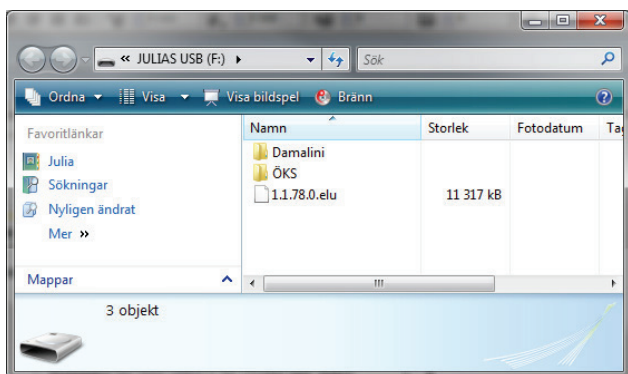 « JULIAS USB (F:)
Sök
Ordna Visa Visa bildspel Bränn
Favoritlänkar
Julia
Sökningar
Nyligen ändrat
Mer »
Mappar
Namn Storlek Fotodatum Tag
Damalini
ÖKS
1.1.78.0.elu 11 317 kB
3 objekt